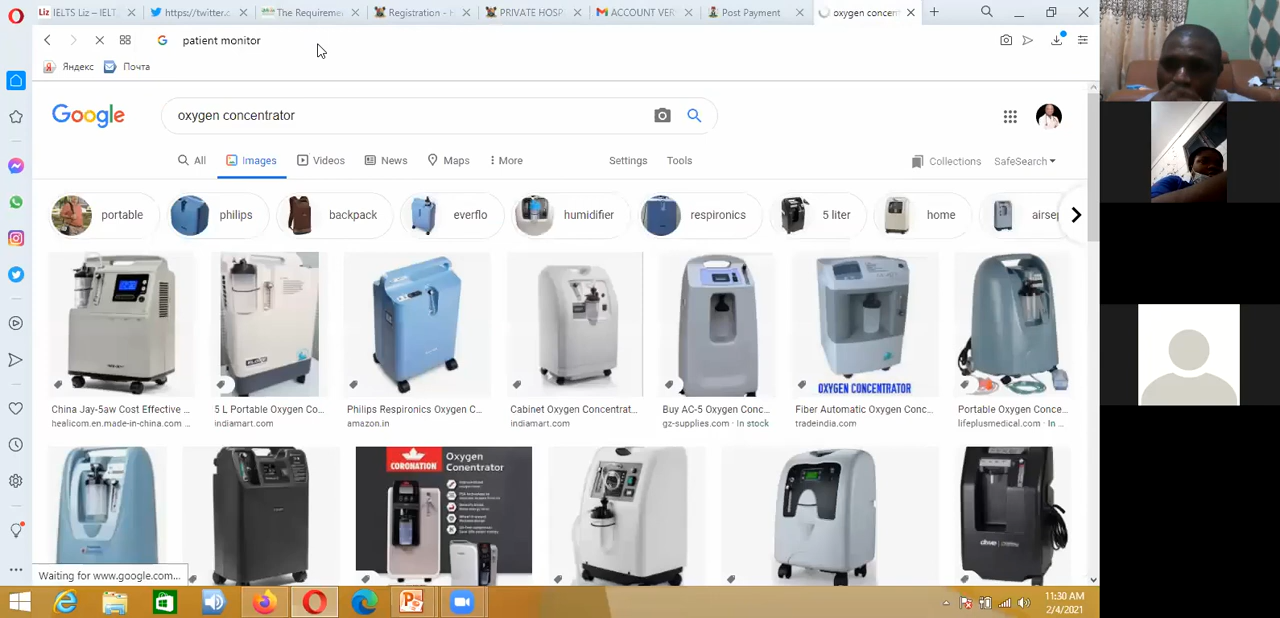 Liz IELTS Liz – IELT
https://twitter.c
The Requireme
Registration -
PRIVATE HOSP
ACCOUNT VER
Post Payment
oxygen concen
patient monitor
Яндекс
Почта
Google
oxygen concentrator
All
Images
Videos
News
Maps
More
Settings
Tools
Collections
SafeSearch
portable
philips
backpack
everflo
humidifier
respironics
5 liter
home
airsep
OXYGEN CONCENTRATOR
China Jay-5aw Cost Effective ...
healicom.en.made-in-china.com ...
5 L Portable Oxygen Co...
indiamart.com
Philips Respironics Oxygen C...
amazon.in
Cabinet Oxygen Concentrat...
indiamart.com
Buy AC-5 Oxygen Conc...
gz-supplies.com · In stock
Fiber Automatic Oxygen Conc...
tradeindia.com
Portable Oxygen Conce...
lifeplusmedical.com · In ...
CORONATION
Oxygen
Conentrator
Waiting for www.google.com...
11:30 AM
2/4/2021